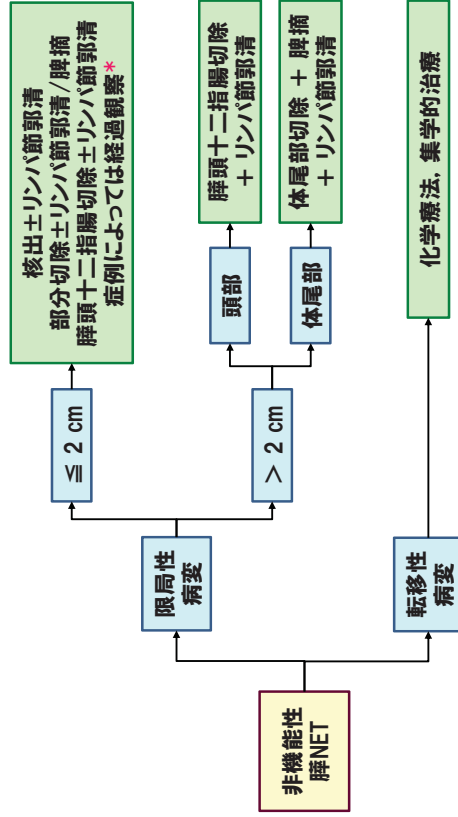 非機能性
膵NET
限局性
病変
≦ 2 cm
核出±リンパ節郭清
部分切除±リンパ節郭清/脾摘
膵頭十二指腸切除±リンパ節郭清
症例によっては経過観察*
> 2 cm
頭部
膵頭十二指腸切除
+ リンパ節郭清
体尾部
体尾部切除 + 脾摘
+ リンパ節郭清
転移性
病変
化学療法, 集学的治療